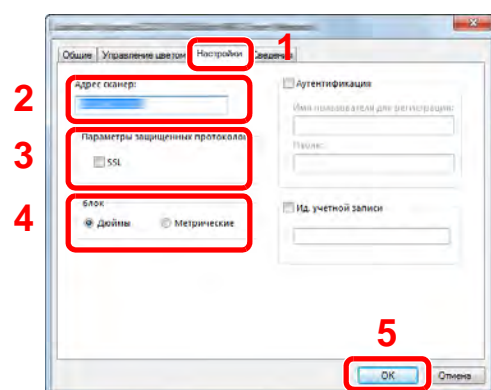 Общие Управление цветом Настройки Сведения
1
2
Адрес сканер:
3
Параметры защищенных протоколов
SSL
4
Блок
Дюймы Метрические
Аутентификация
Имя пользователя для регистрации:
Пароль:
Ид. учетной записи
5
OK Отмена